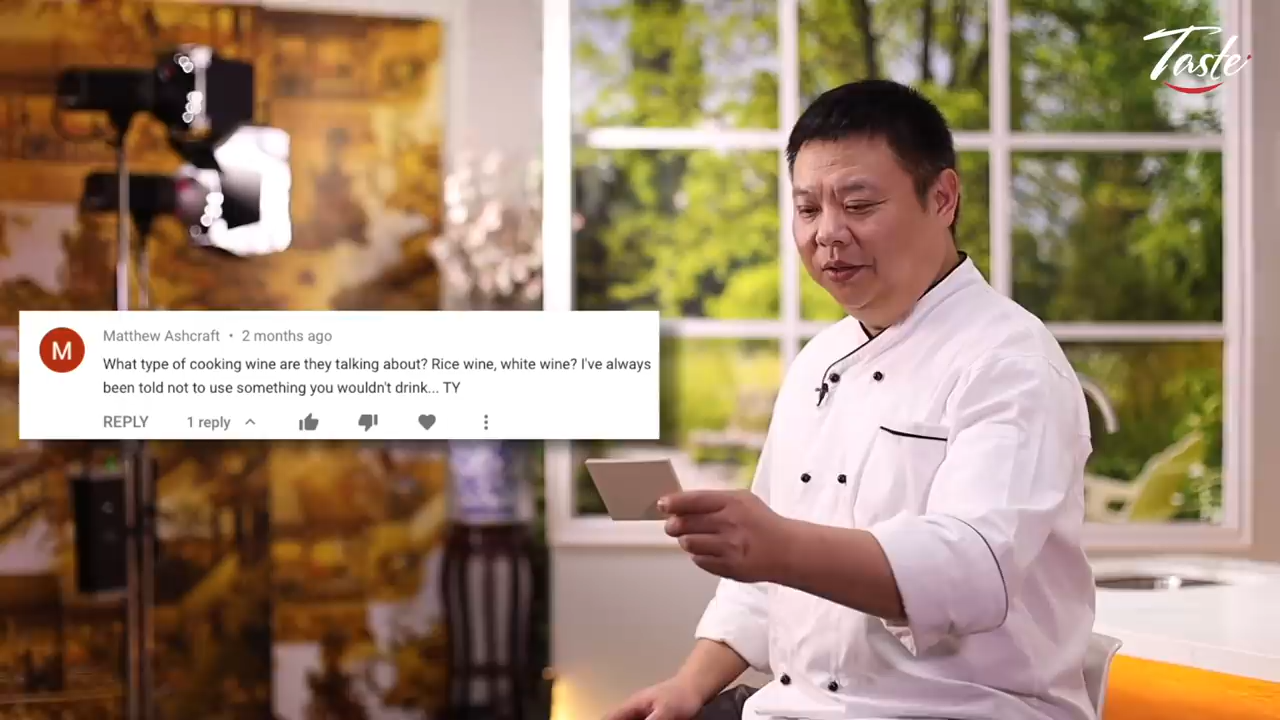 Taste
M
Matthew Ashcraft • 2 months ago
What type of cooking wine are they talking about? Rice wine, white wine? I've always
been told not to use something you wouldn't drink... TY
REPLY 1 reply